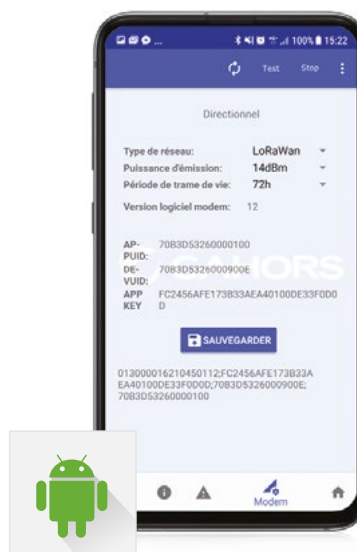 100% 15:22
Test Stop
Directionnel
Type de réseau: LoRaWan
Puissance d'émission: 14dBm
Période de trame de vie: 72h
Version logiciel modem: 12
AP-
PUID: 70B3D53260000100
DE-
VUID: 70B3D5326000900E
APP
KEY FC2456AFE173B33AEA40100DE33F0D0
D
CAHORS
SAUVEGARDER
013000016210450112;FC2456AFE173B33A
EA40100DE33F0D0D;70B3D5326000900E;
70B3D53260000100
Modem